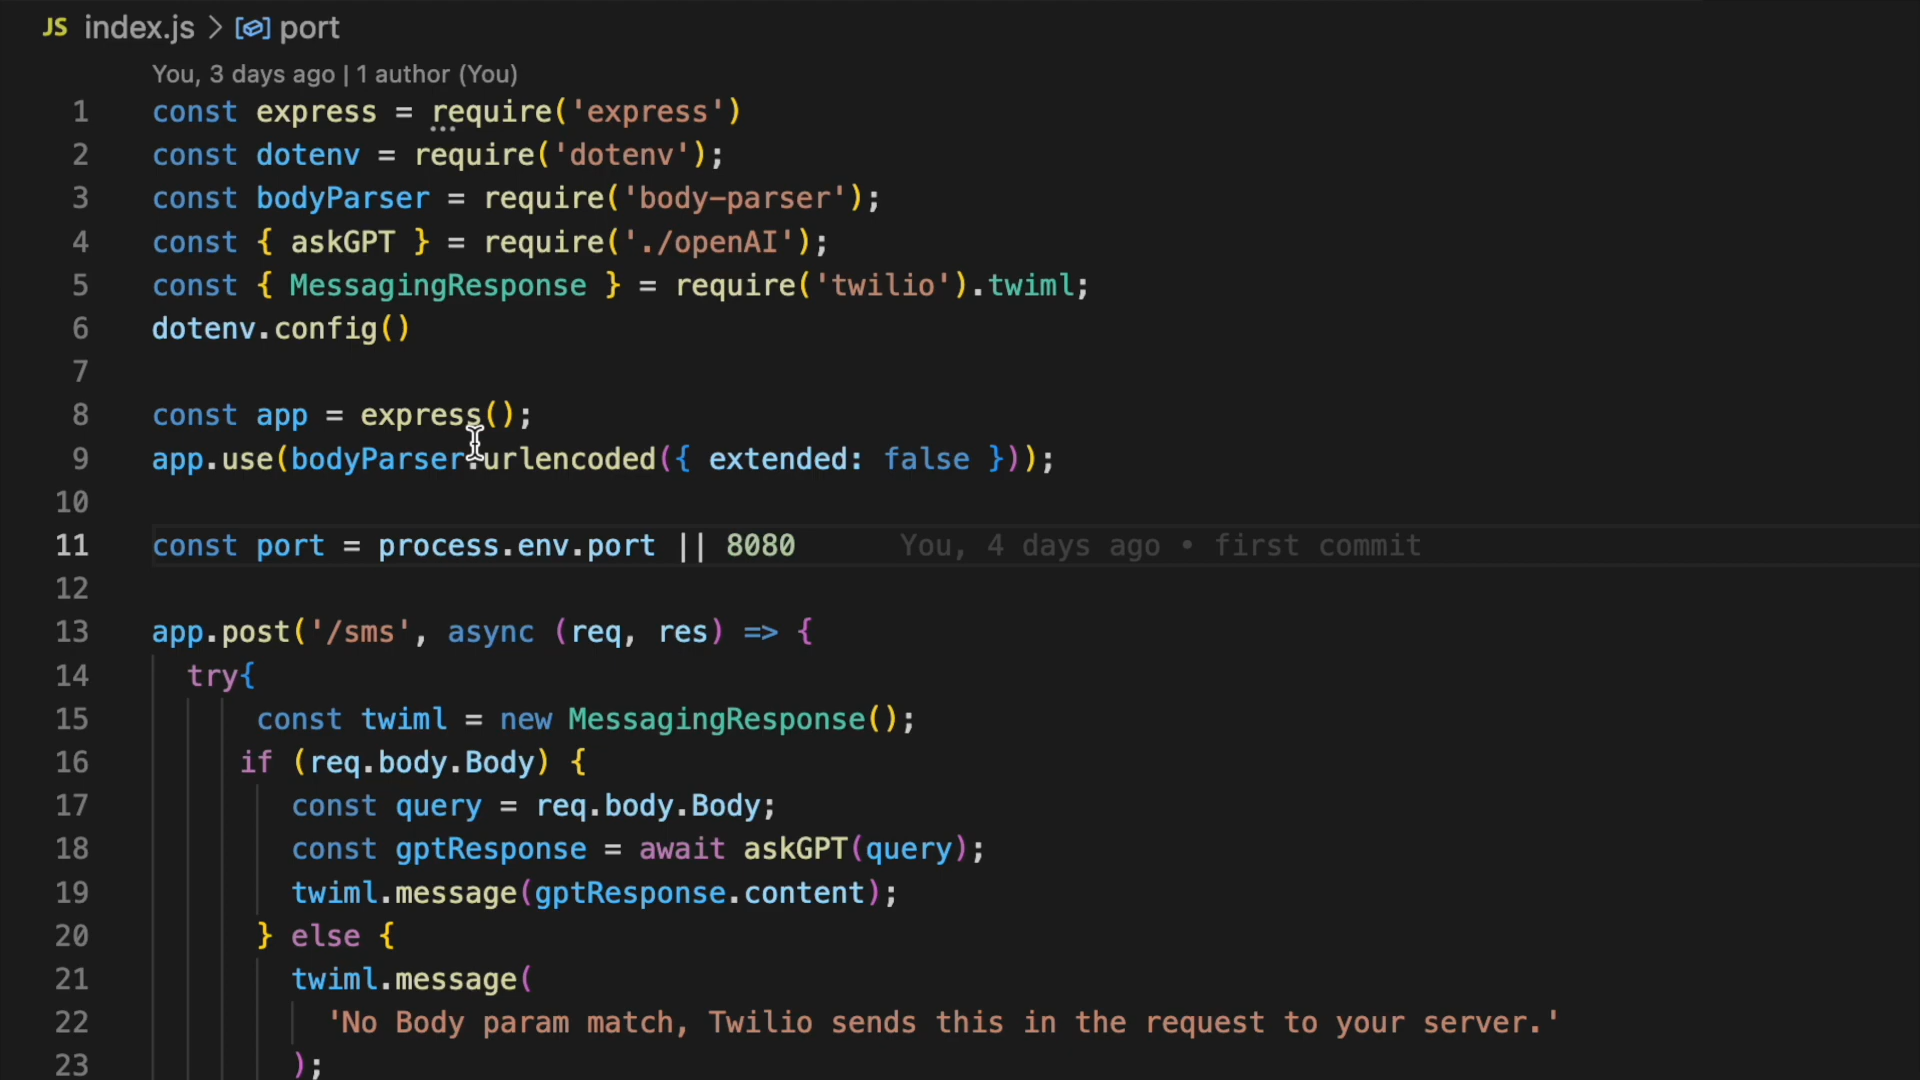 JS index.js > port
You, 3 days ago | 1 author (You)
1 const express = require('express')
2 const dotenv = require('dotenv');
3 const bodyParser = require('body-parser');
4 const { askGPT } = require('./openAI');
5 const { MessagingResponse } = require('twilio').twiml;
6 dotenv.config()
7
8 const app = express();
9 app.use(bodyParser.urlencoded({ extended: false }));
10
11 const port = process.env.port || 8080 You, 4 days ago • first commit
12
13 app.post('/sms', async (req, res) => {
14 try{
15 const twiml = new MessagingResponse();
16 if (req.body.Body) {
17 const query = req.body.Body;
18 const gptResponse = await askGPT(query);
19 twiml.message(gptResponse.content);
20 } else {
21 twiml.message(
22 'No Body param match, Twilio sends this in the request to your server.'
23 );